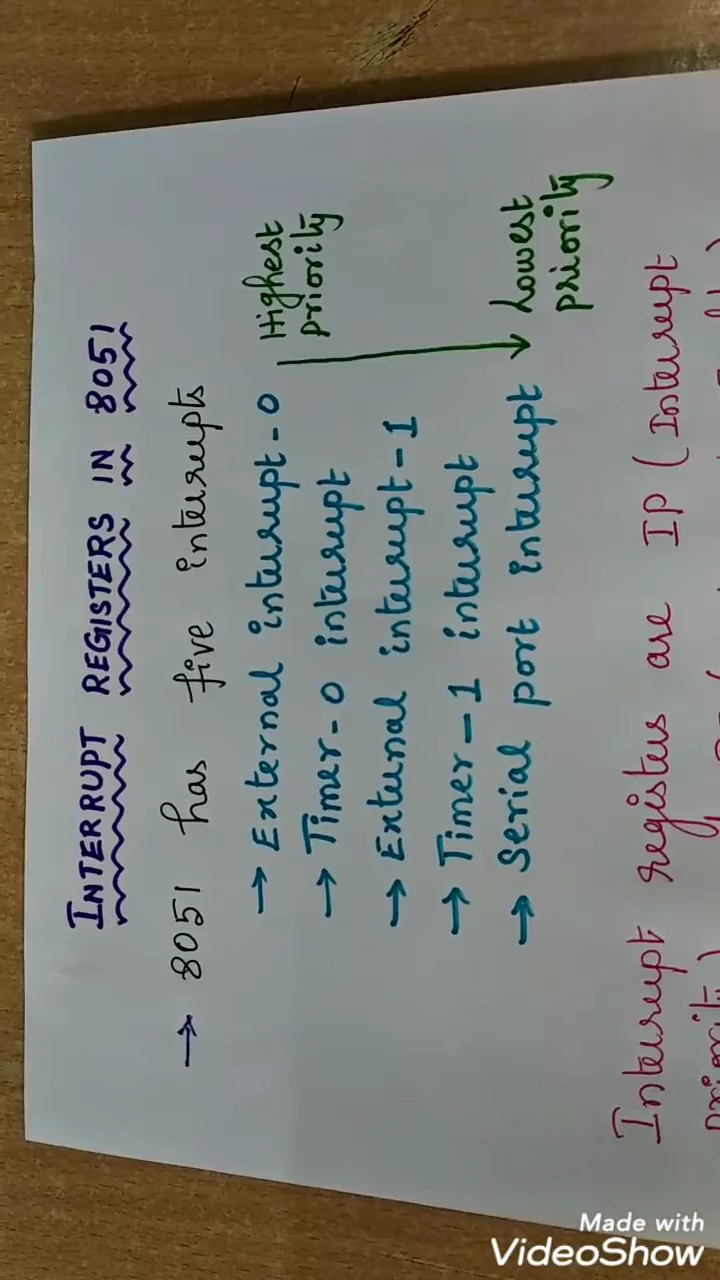 INTERRUPT REGISTERS IN 8051
→ 8051 has five interrupts
→ External interrupt-0 Highest priority
→ Timer-0 interrupt
→ External interrupt-1
→ Timer-1 interrupt
→ Serial port interrupt Lowest priority
Interrupt registers are IP (Interrupt
priority)
Made with
VideoShow